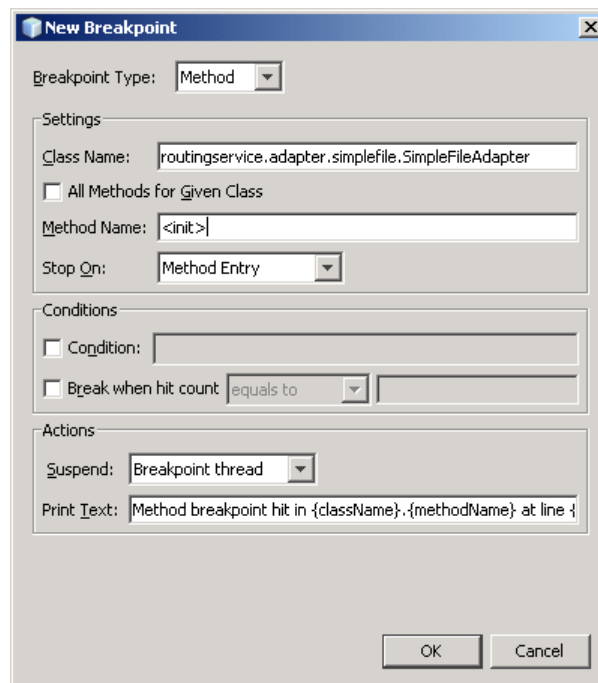 New Breakpoint
Breakpoint Type: Method
Settings
Class Name: routingservice.adapter.simplefile.SimpleFileAdapter
All Methods for Given Class
Method Name: <init>
Stop On: Method Entry
Conditions
Condition:
Break when hit count equals to
Actions
Suspend: Breakpoint thread
Print Text: Method breakpoint hit in {className}.{methodName} at line {
OK Cancel